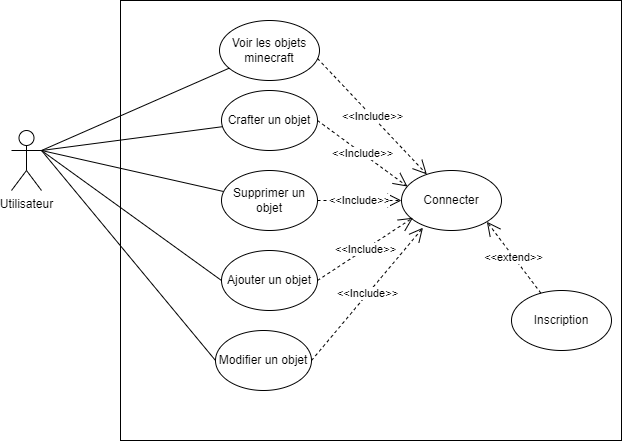 Voir les objets
minecraft
<<Include>>
Crafter un objet
<<Include>>
Utilisateur
Supprimer un
objet
<<Include>>
Connecter
<<Include>>
<<extend>>
Ajouter un objet
<<Include>>
Inscription
Modifier un objet